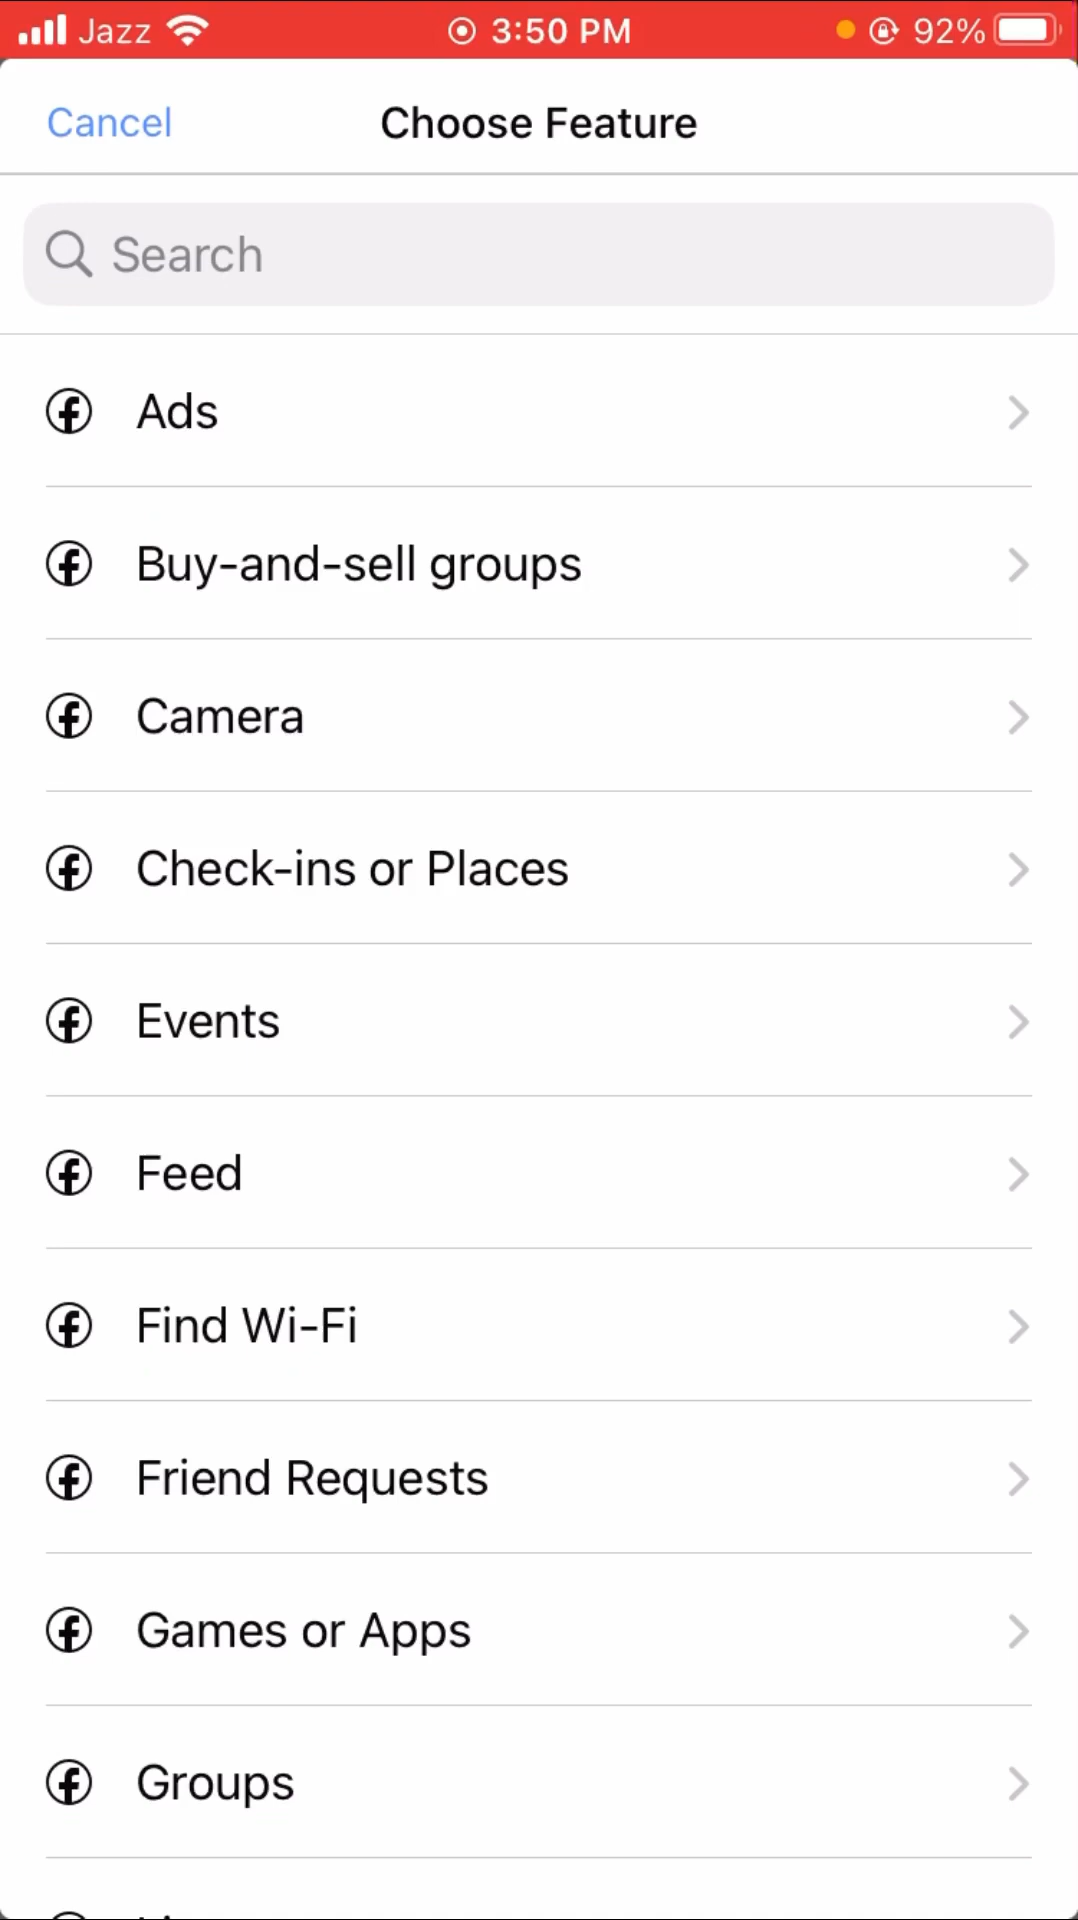 Jazz 3:50 PM 92%
Cancel Choose Feature
Search
Ads
Buy-and-sell groups
Camera
Check-ins or Places
Events
Feed
Find Wi-Fi
Friend Requests
Games or Apps
Groups